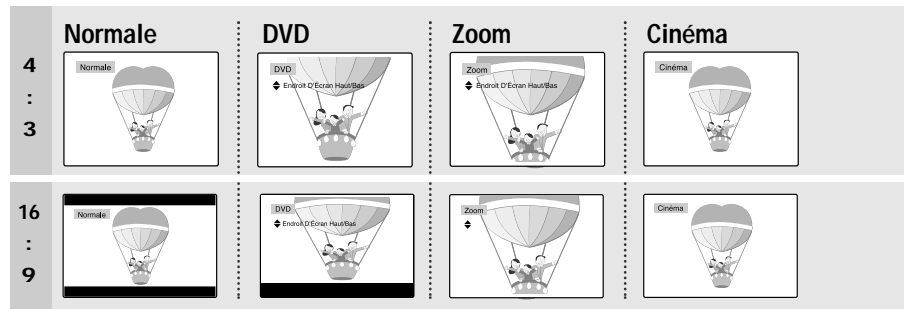 Normale DVD Zoom Cinéma
4
:
3
Normale
DVD
Endroit D'Écran Haut/Bas
Zoom
Endroit D'Écran Haut/Bas
Cinéma
16
:
9
Normale
DVD
Endroit D'Écran Haut/Bas
Zoom
Cinéma